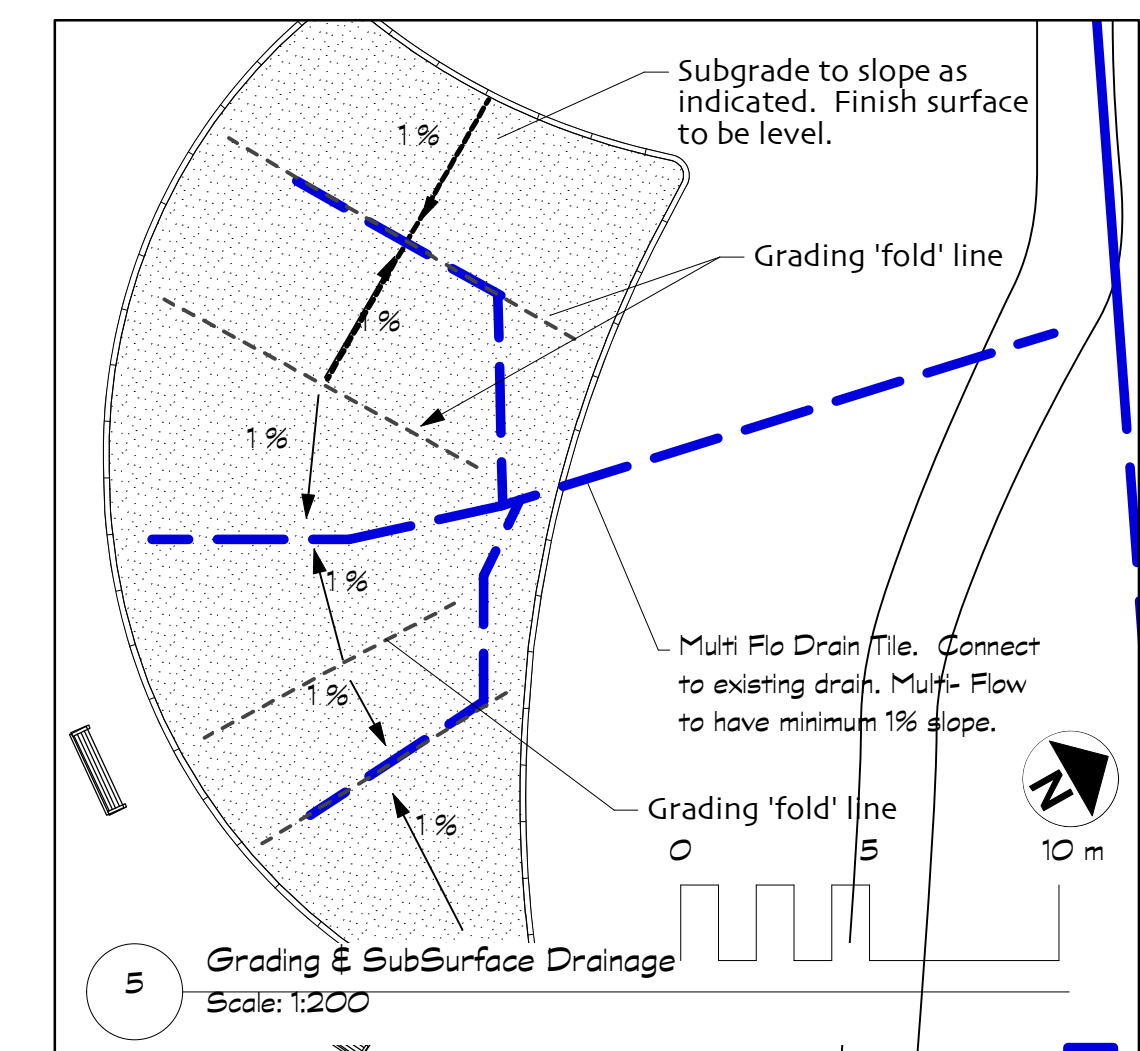 Subgrade to slope as
indicated. Finish surface
to be level.
1 %
Grading 'fold' line
1 %
1 %
1 %
Multi Flo Drain Tile. Connect
to existing drain. Multi- Flow
to have minimum 1% slope.
1 %
N
Grading 'fold' line
1 %
0 5 10 m
5
Grading & SubSurface Drainage
Scale: 1:200